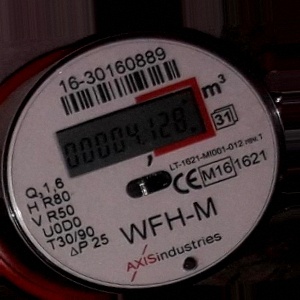 16-30160889
m³
00004,128
31
LT-1621-MI001-012.rev.1
CE M16 1621
Q 1,6
H R80
V R50
U0D0
T30/90
ΔP 25
WFH-M
AXISindustries